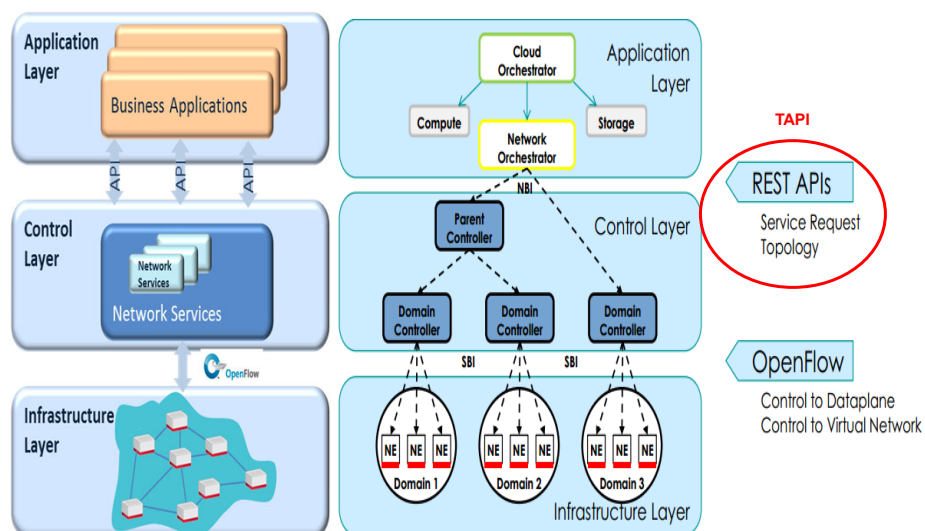 Application
Layer
Business Applications
API
API
API
Control
Layer
Network
Services
Network Services
OpenFlow
Infrastructure
Layer
Cloud
Orchestrator
Application
Layer
Compute
Storage
Network
Orchestrator
NBI
Parent
Controller
Control Layer
Domain
Controller
Domain
Controller
Domain
Controller
SBI
SBI
NE
NE
NE
Domain 1
NE
NE
NE
Domain 2
NE
NE
NE
Domain 3
Infrastructure Layer
TAPI
REST APIs
Service Request
Topology
OpenFlow
Control to Dataplane
Control to Virtual Network